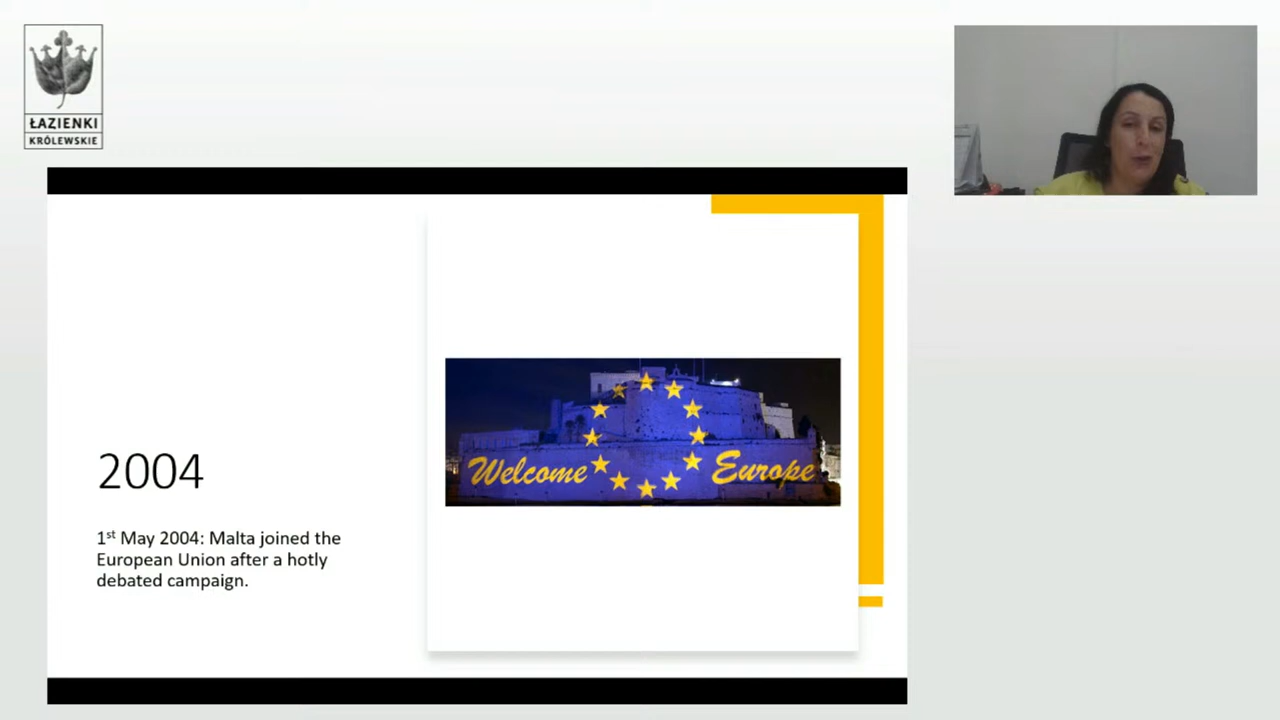 ŁAZIENKI
KRÓLEWSKIE
2004
1st May 2004: Malta joined the
European Union after a hotly
debated campaign.
Welcome Europe